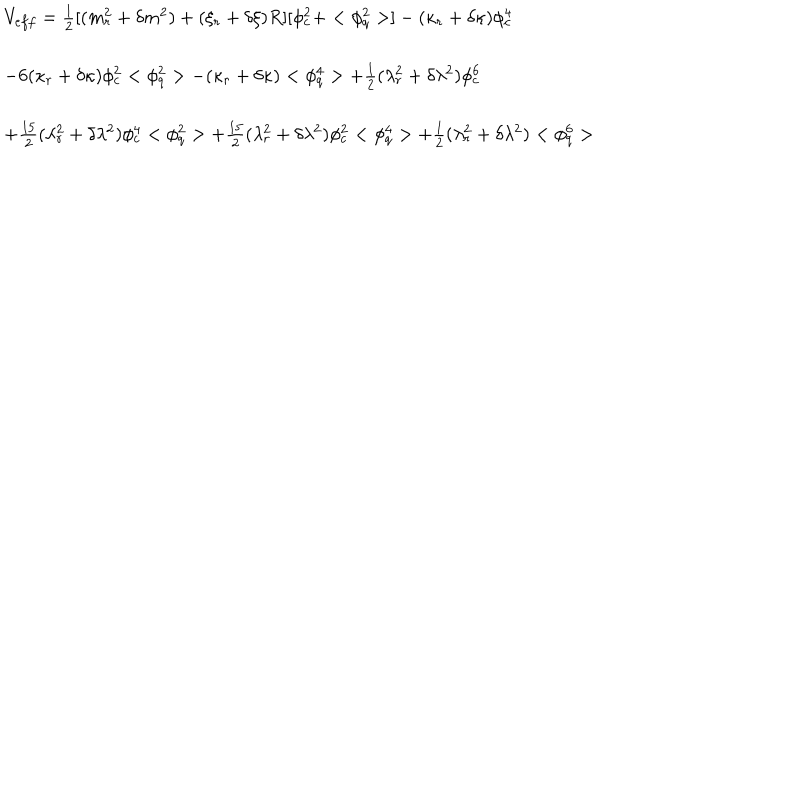 $V_{eff} = \frac{1}{2}[(m_r^2 + \delta m^2) + (\xi_r + \delta\xi)R][\phi_c^2 + <\phi_q^2>] - (\kappa_r + \delta\kappa)\phi_c^4$
$-6(\kappa_r + \delta\kappa)\phi_c^2 <\phi_q^2> -(\kappa_r + \delta\kappa) <\phi_q^4> + \frac{1}{2}(\lambda_r^2 + \delta\lambda^2)\phi_c^6$
$+\frac{15}{2}(\lambda_r^2 + \delta\lambda^2)\phi_c^4 <\phi_q^2> + \frac{15}{2}(\lambda_r^2 + \delta\lambda^2)\phi_c^2 <\phi_q^4> + \frac{1}{2}(\lambda_r^2 + \delta\lambda^2) <\phi_q^6>$